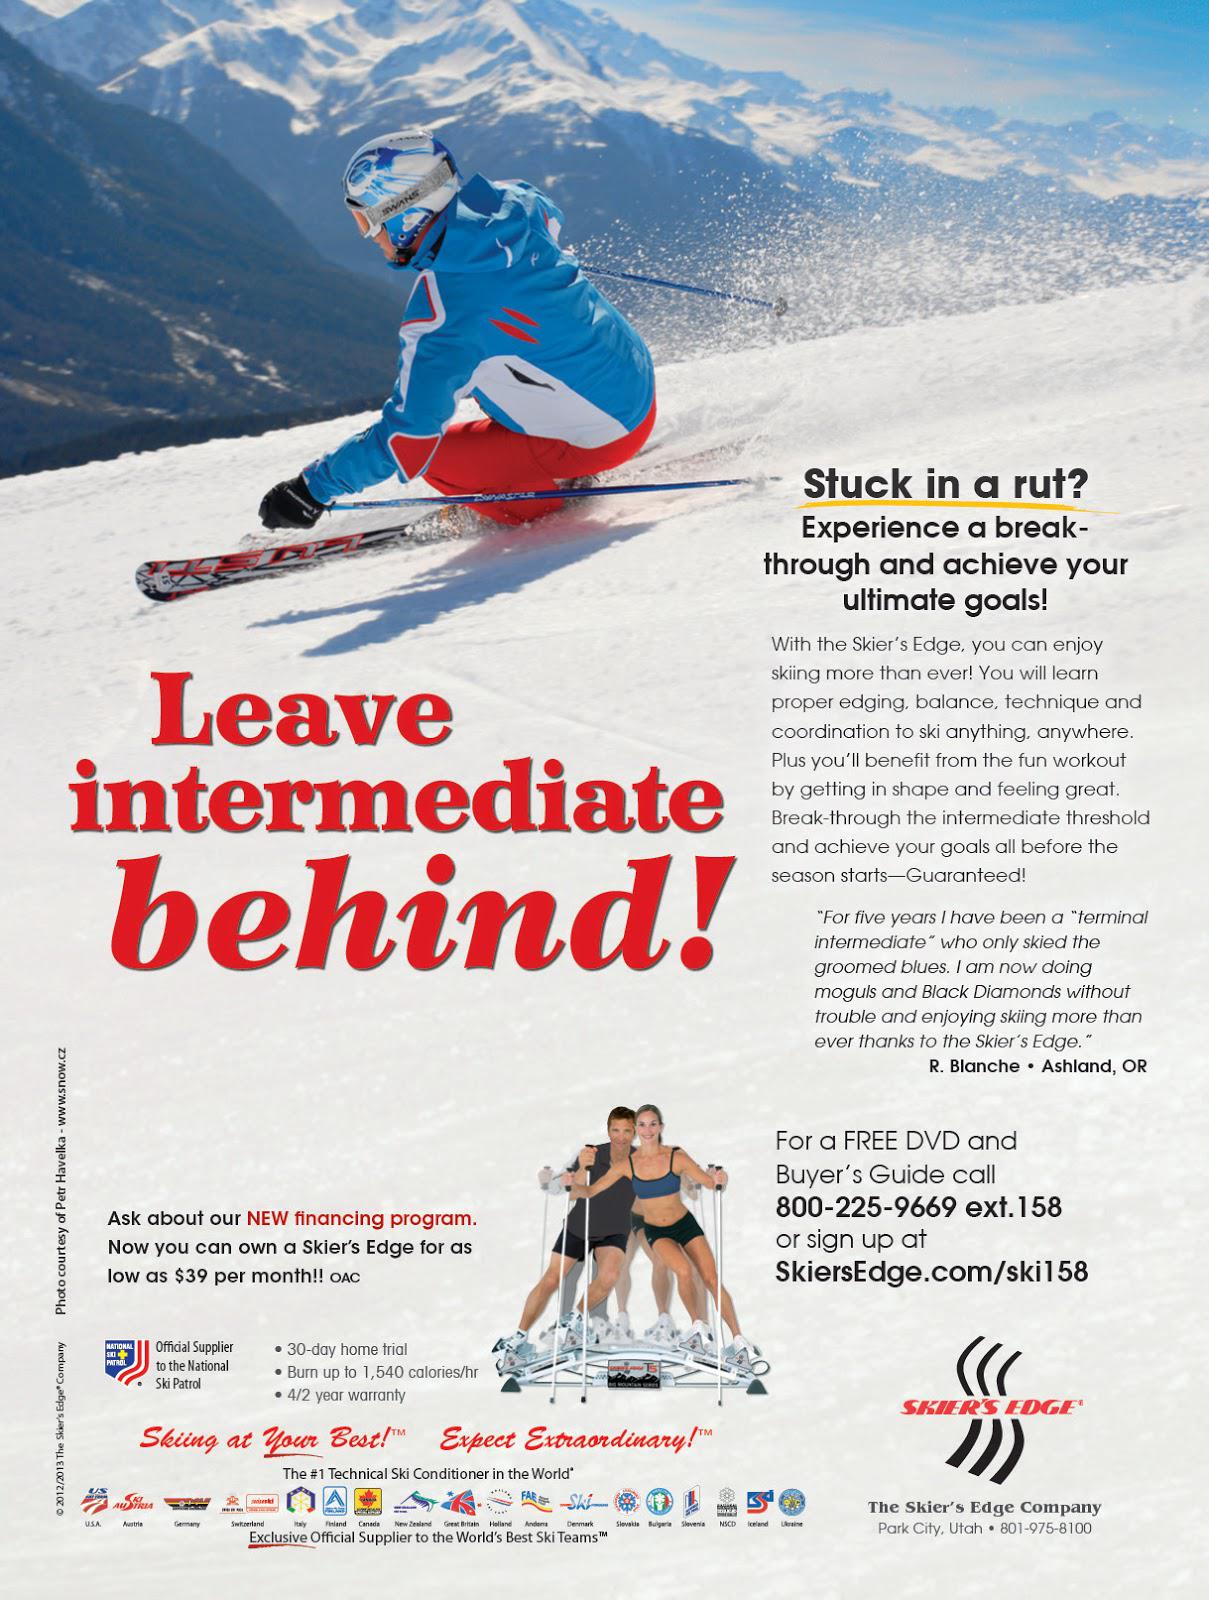 SWANS
Stuck in a rut?
Experience a break-
through and achieve your
ultimate goals!
With the Skier's Edge, you can enjoy
skiing more than ever! You will learn
proper edging, balance, technique and
coordination to ski anything, anywhere.
Plus you'll benefit from the fun workout
by getting in shape and feeling great.
Break-through the intermediate threshold
and achieve your goals all before the
season starts—Guaranteed!
"For five years I have been a "terminal
intermediate" who only skied the
groomed blues. I am now doing
moguls and Black Diamonds without
trouble and enjoying skiing more than
ever thanks to the Skier's Edge."
R. Blanche • Ashland, OR
Leave
intermediate
behind!
For a FREE DVD and
Buyer's Guide call
800-225-9669 ext.158
or sign up at
SkiersEdge.com/ski158
Ask about our NEW financing program.
Now you can own a Skier's Edge for as
low as $39 per month!! OAC
NATIONAL
SKI
PATROL
Official Supplier
to the National
Ski Patrol
• 30-day home trial
• Burn up to 1,540 calories/hr
• 4/2 year warranty
SKIER'S EDGE T5
BIG MOUNTAIN SERIES
Skiing at Your Best!™ Expect Extraordinary!™
The #1 Technical Ski Conditioner in the World®
U.S.A. Austria Germany Switzerland Italy Finland Canada New Zealand Great Britain Holland Andorra Denmark Slovakia Bulgaria Slovenia NSCD Iceland Ukraine
Exclusive Official Supplier to the World's Best Ski Teams™
SKIER'S EDGE®
The Skier's Edge Company
Park City, Utah • 801-975-8100
© 2012/2013 The Skier's Edge® Company
Photo courtesy of Petr Havelka - www.snow.cz